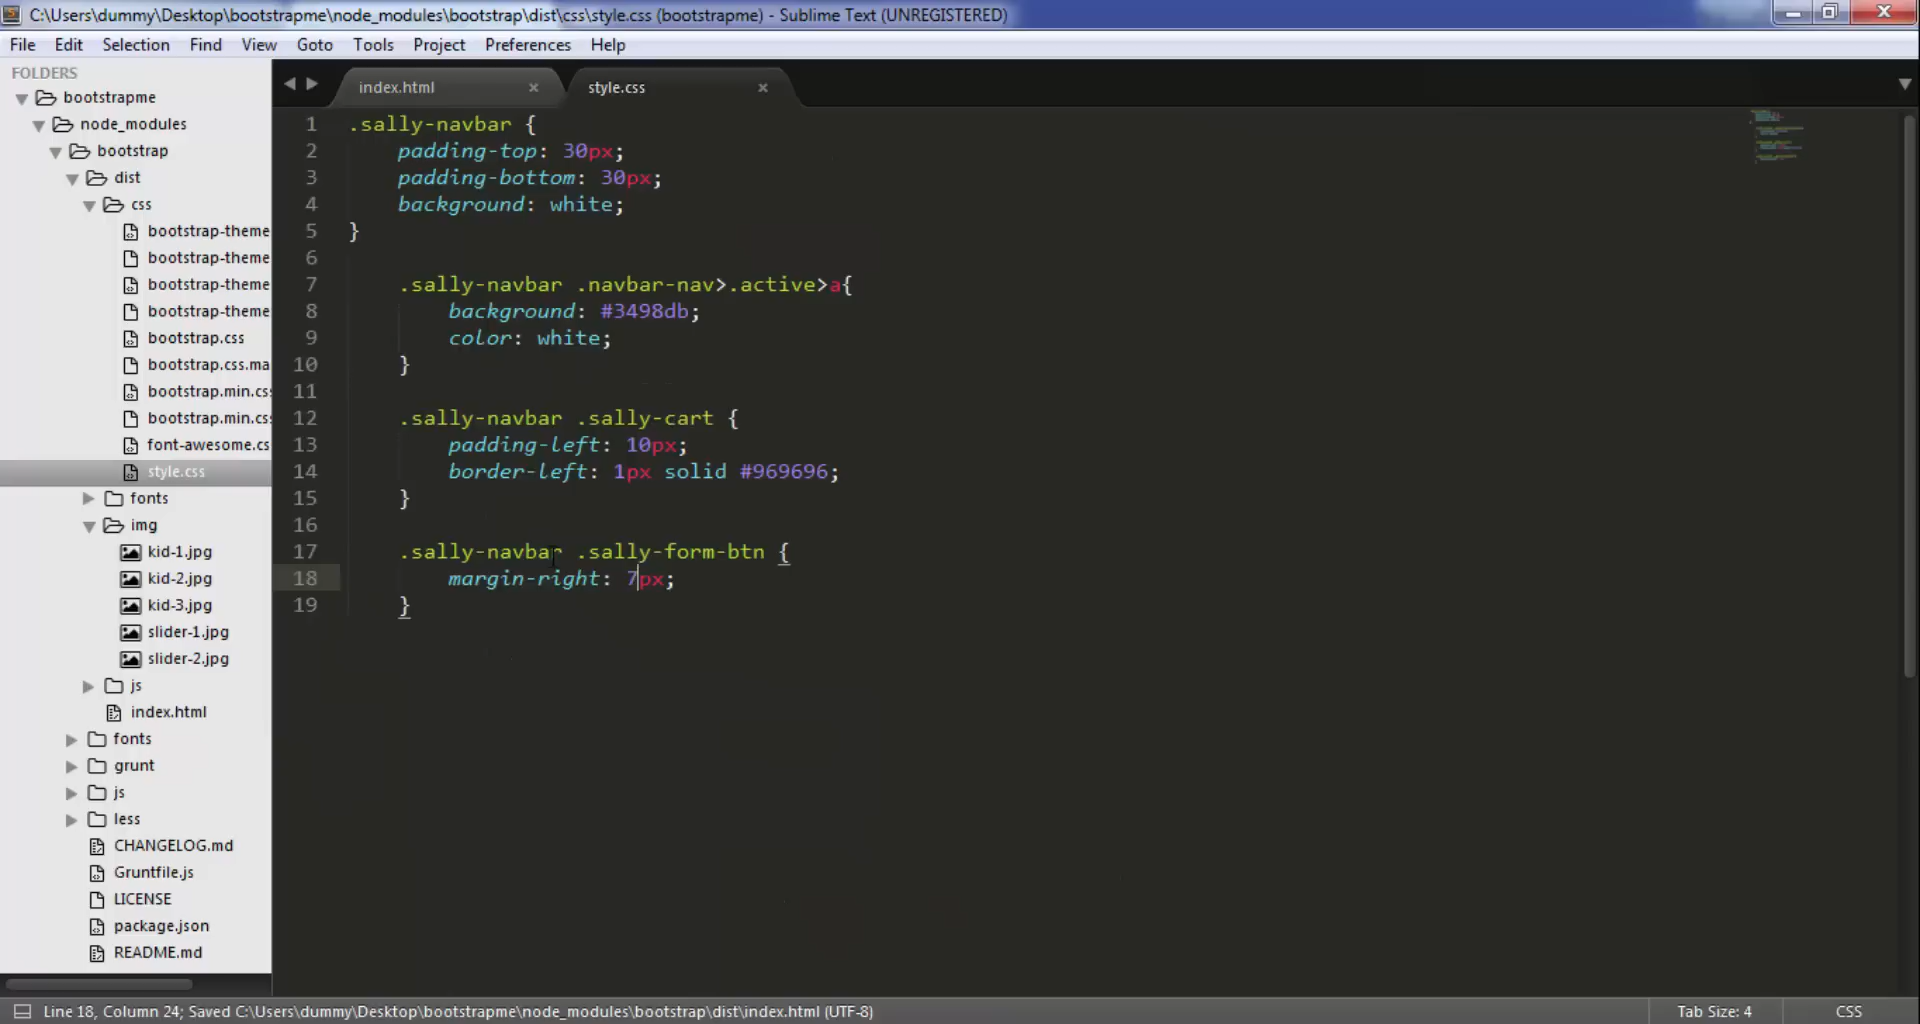 C:\Users\dummy\Desktop\bootstrapme\node_modules\bootstrap\dist\css\style.css (bootstrapme) - Sublime Text (UNREGISTERED)
File Edit Selection Find View Goto Tools Project Preferences Help
FOLDERS
bootstrapme
node_modules
bootstrap
dist
css
bootstrap-theme
bootstrap-theme
bootstrap-theme
bootstrap-theme
bootstrap.css
bootstrap.css.ma
bootstrap.min.cs
bootstrap.min.cs
font-awesome.cs
style.css
fonts
img
kid-1.jpg
kid-2.jpg
kid-3.jpg
slider-1.jpg
slider-2.jpg
js
index.html
fonts
grunt
js
less
CHANGELOG.md
Gruntfile.js
LICENSE
package.json
README.md
index.html style.css
1 .sally-navbar {
2 padding-top: 30px;
3 padding-bottom: 30px;
4 background: white;
5 }
6
7 .sally-navbar .navbar-nav>.active>a{
8 background: #3498db;
9 color: white;
10 }
11
12 .sally-navbar .sally-cart {
13 padding-left: 10px;
14 border-left: 1px solid #969696;
15 }
16
17 .sally-navbar .sally-form-btn {
18 margin-right: 7px;
19 }
Line 18, Column 24; Saved C:\Users\dummy\Desktop\bootstrapme\node_modules\bootstrap\dist\index.html (UTF-8) Tab Size: 4 CSS